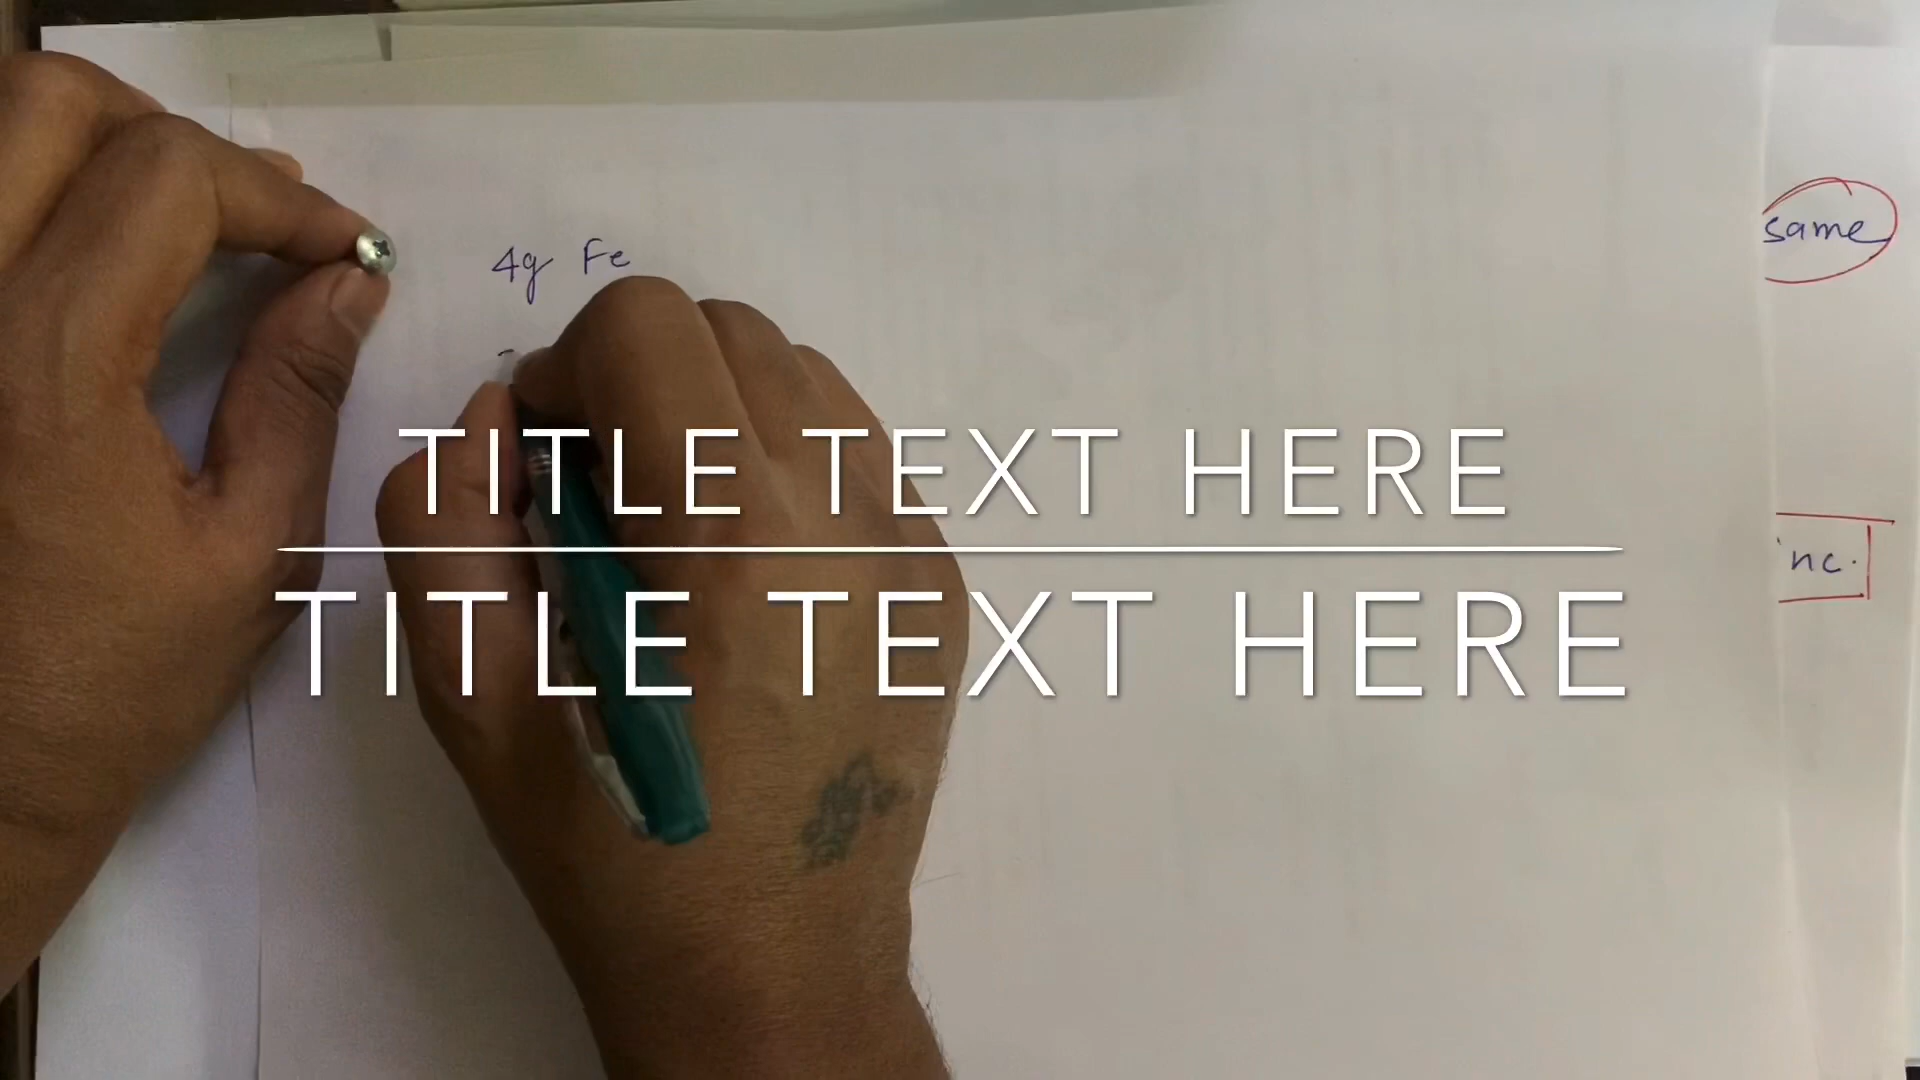 4g Fe
same
TITLE TEXT HERE
nc.
TITLE TEXT HERE